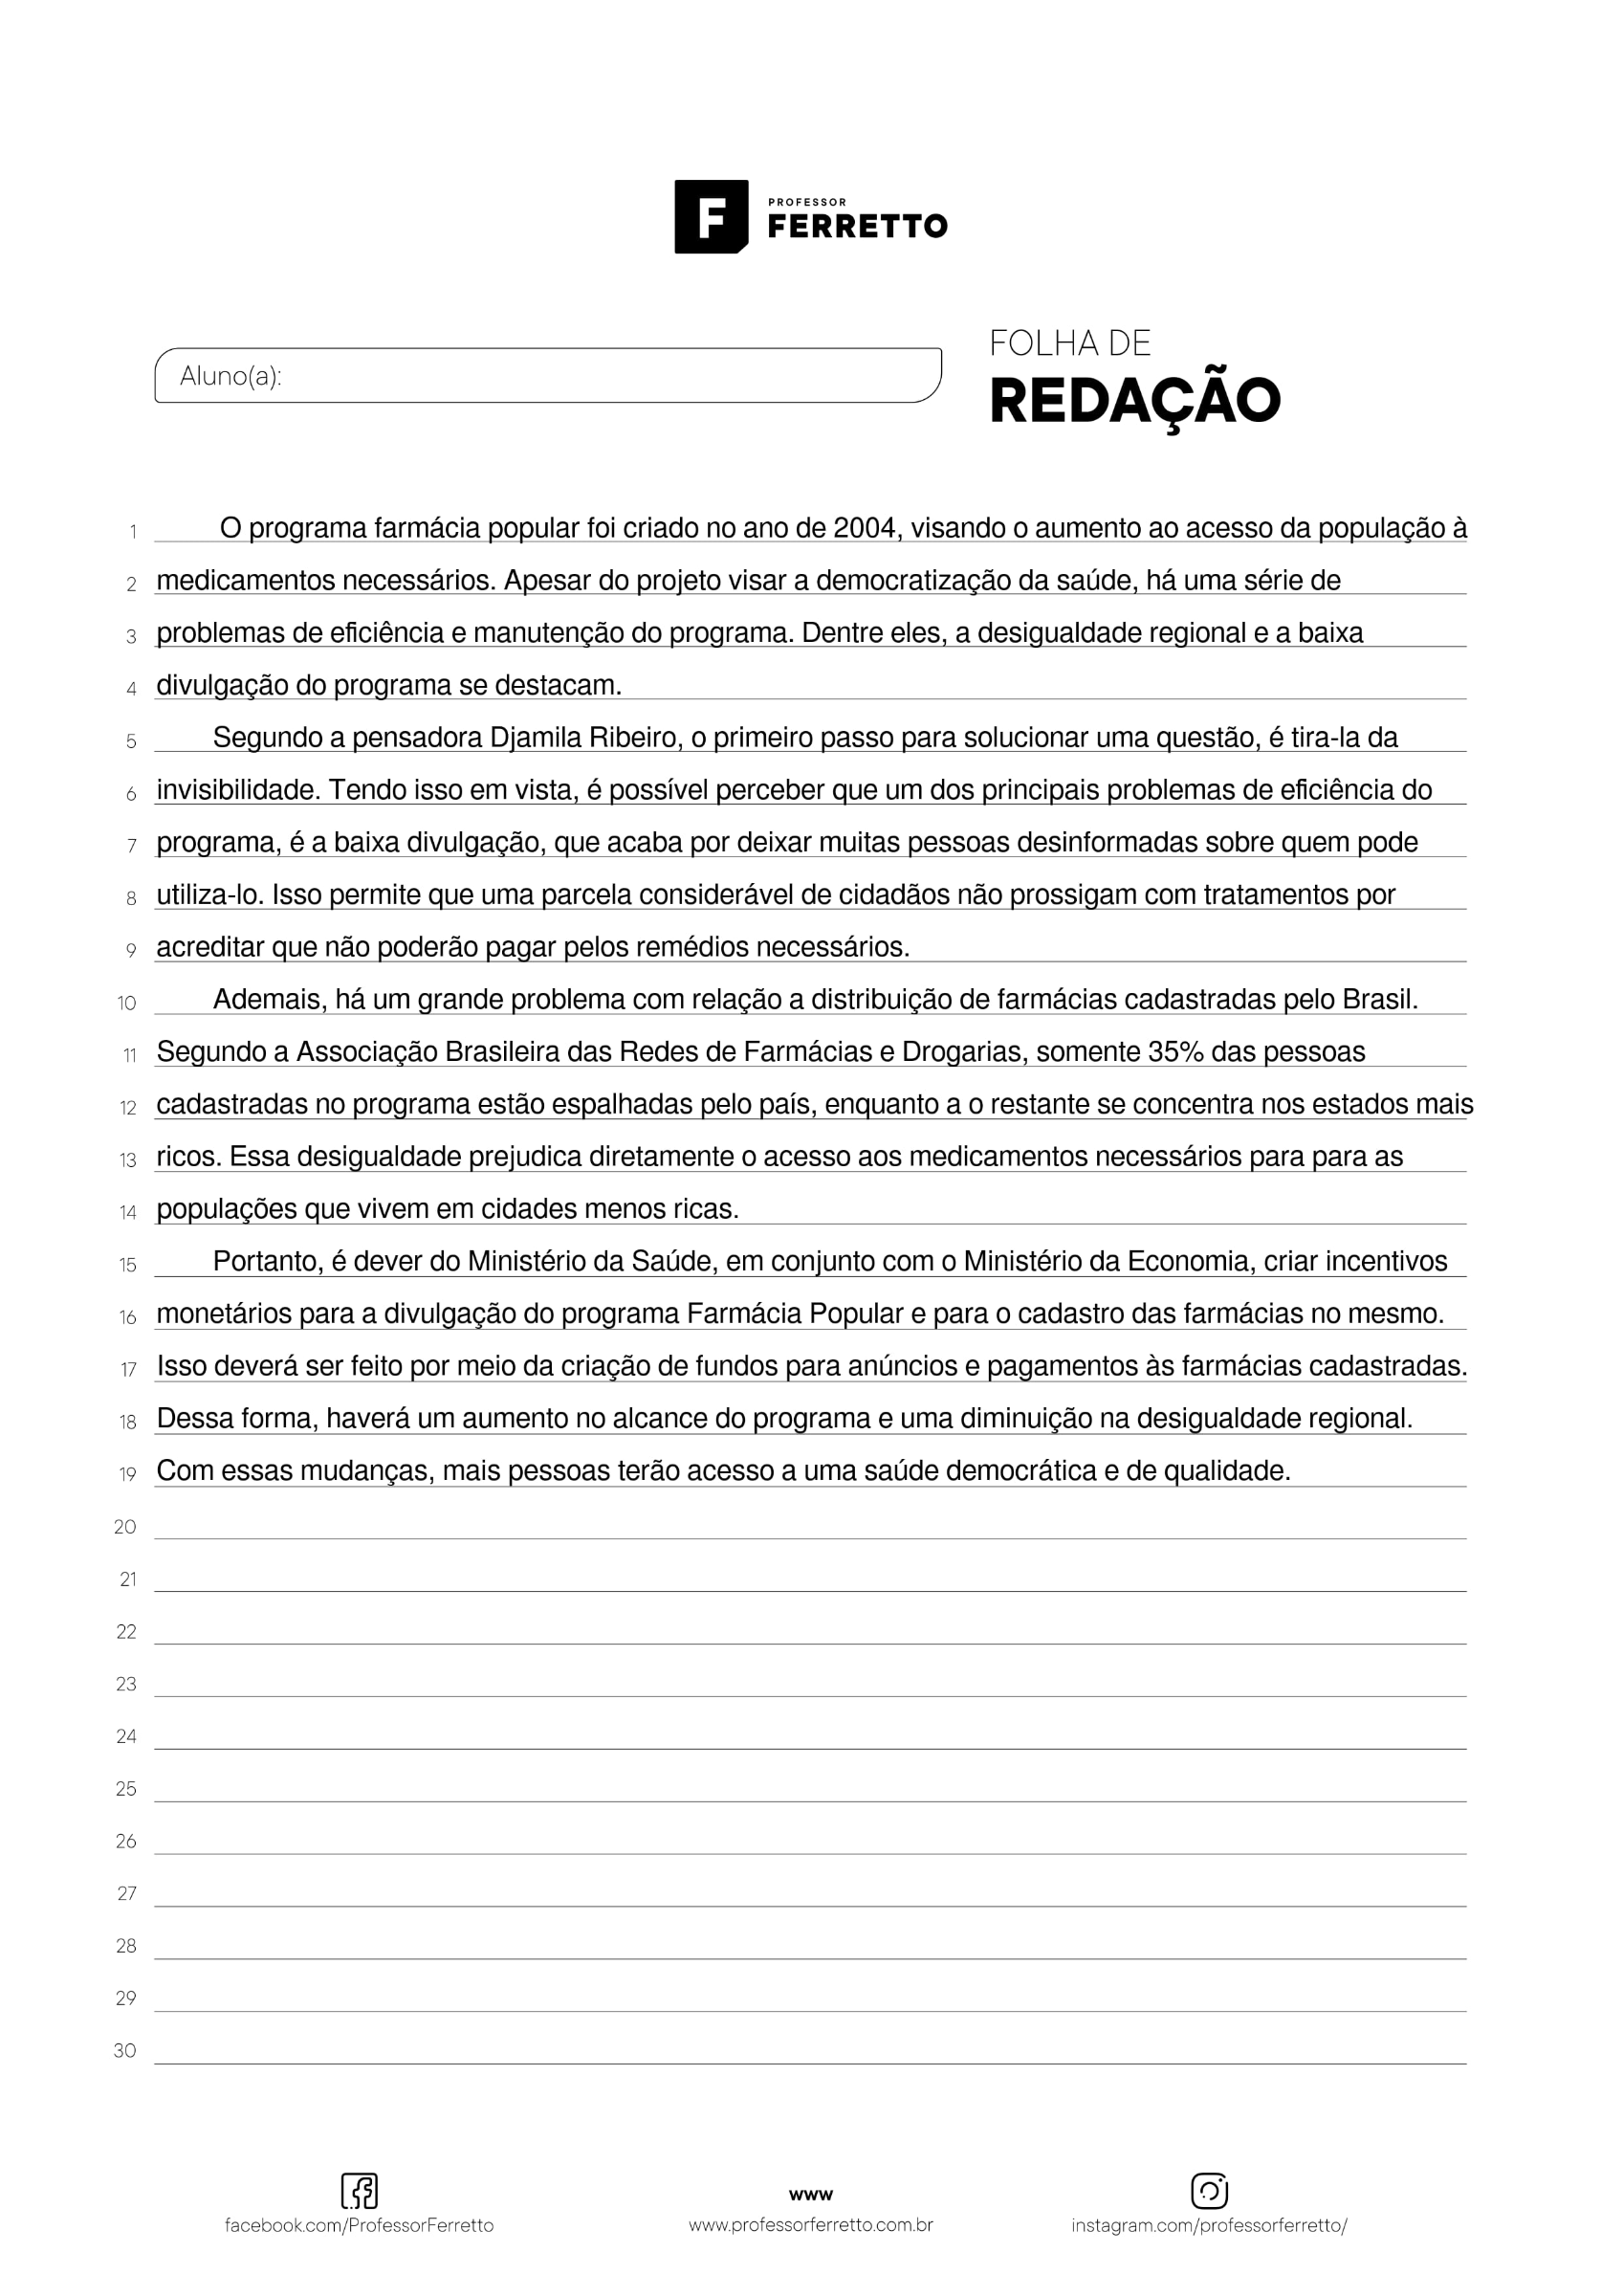 F
PROFESSOR
FERRETTO
Aluno(a):
FOLHA DE
REDAÇÃO
1 O programa farmácia popular foi criado no ano de 2004, visando o aumento ao acesso da população à
2 medicamentos necessários. Apesar do projeto visar a democratização da saúde, há uma série de
3 problemas de eficiência e manutenção do programa. Dentre eles, a desigualdade regional e a baixa
4 divulgação do programa se destacam.
5 Segundo a pensadora Djamila Ribeiro, o primeiro passo para solucionar uma questão, é tira-la da
6 invisibilidade. Tendo isso em vista, é possível perceber que um dos principais problemas de eficiência do
7 programa, é a baixa divulgação, que acaba por deixar muitas pessoas desinformadas sobre quem pode
8 utiliza-lo. Isso permite que uma parcela considerável de cidadãos não prossigam com tratamentos por
9 acreditar que não poderão pagar pelos remédios necessários.
10 Ademais, há um grande problema com relação a distribuição de farmácias cadastradas pelo Brasil.
11 Segundo a Associação Brasileira das Redes de Farmácias e Drogarias, somente 35% das pessoas
12 cadastradas no programa estão espalhadas pelo país, enquanto a o restante se concentra nos estados mais
13 ricos. Essa desigualdade prejudica diretamente o acesso aos medicamentos necessários para para as
14 populações que vivem em cidades menos ricas.
15 Portanto, é dever do Ministério da Saúde, em conjunto com o Ministério da Economia, criar incentivos
16 monetários para a divulgação do programa Farmácia Popular e para o cadastro das farmácias no mesmo.
17 Isso deverá ser feito por meio da criação de fundos para anúncios e pagamentos às farmácias cadastradas.
18 Dessa forma, haverá um aumento no alcance do programa e uma diminuição na desigualdade regional.
19 Com essas mudanças, mais pessoas terão acesso a uma saúde democrática e de qualidade.
20
21
22
23
24
25
26
27
28
29
30
facebook.com/ProfessorFerretto
www
www.professorferretto.com.br
instagram.com/professorferretto/